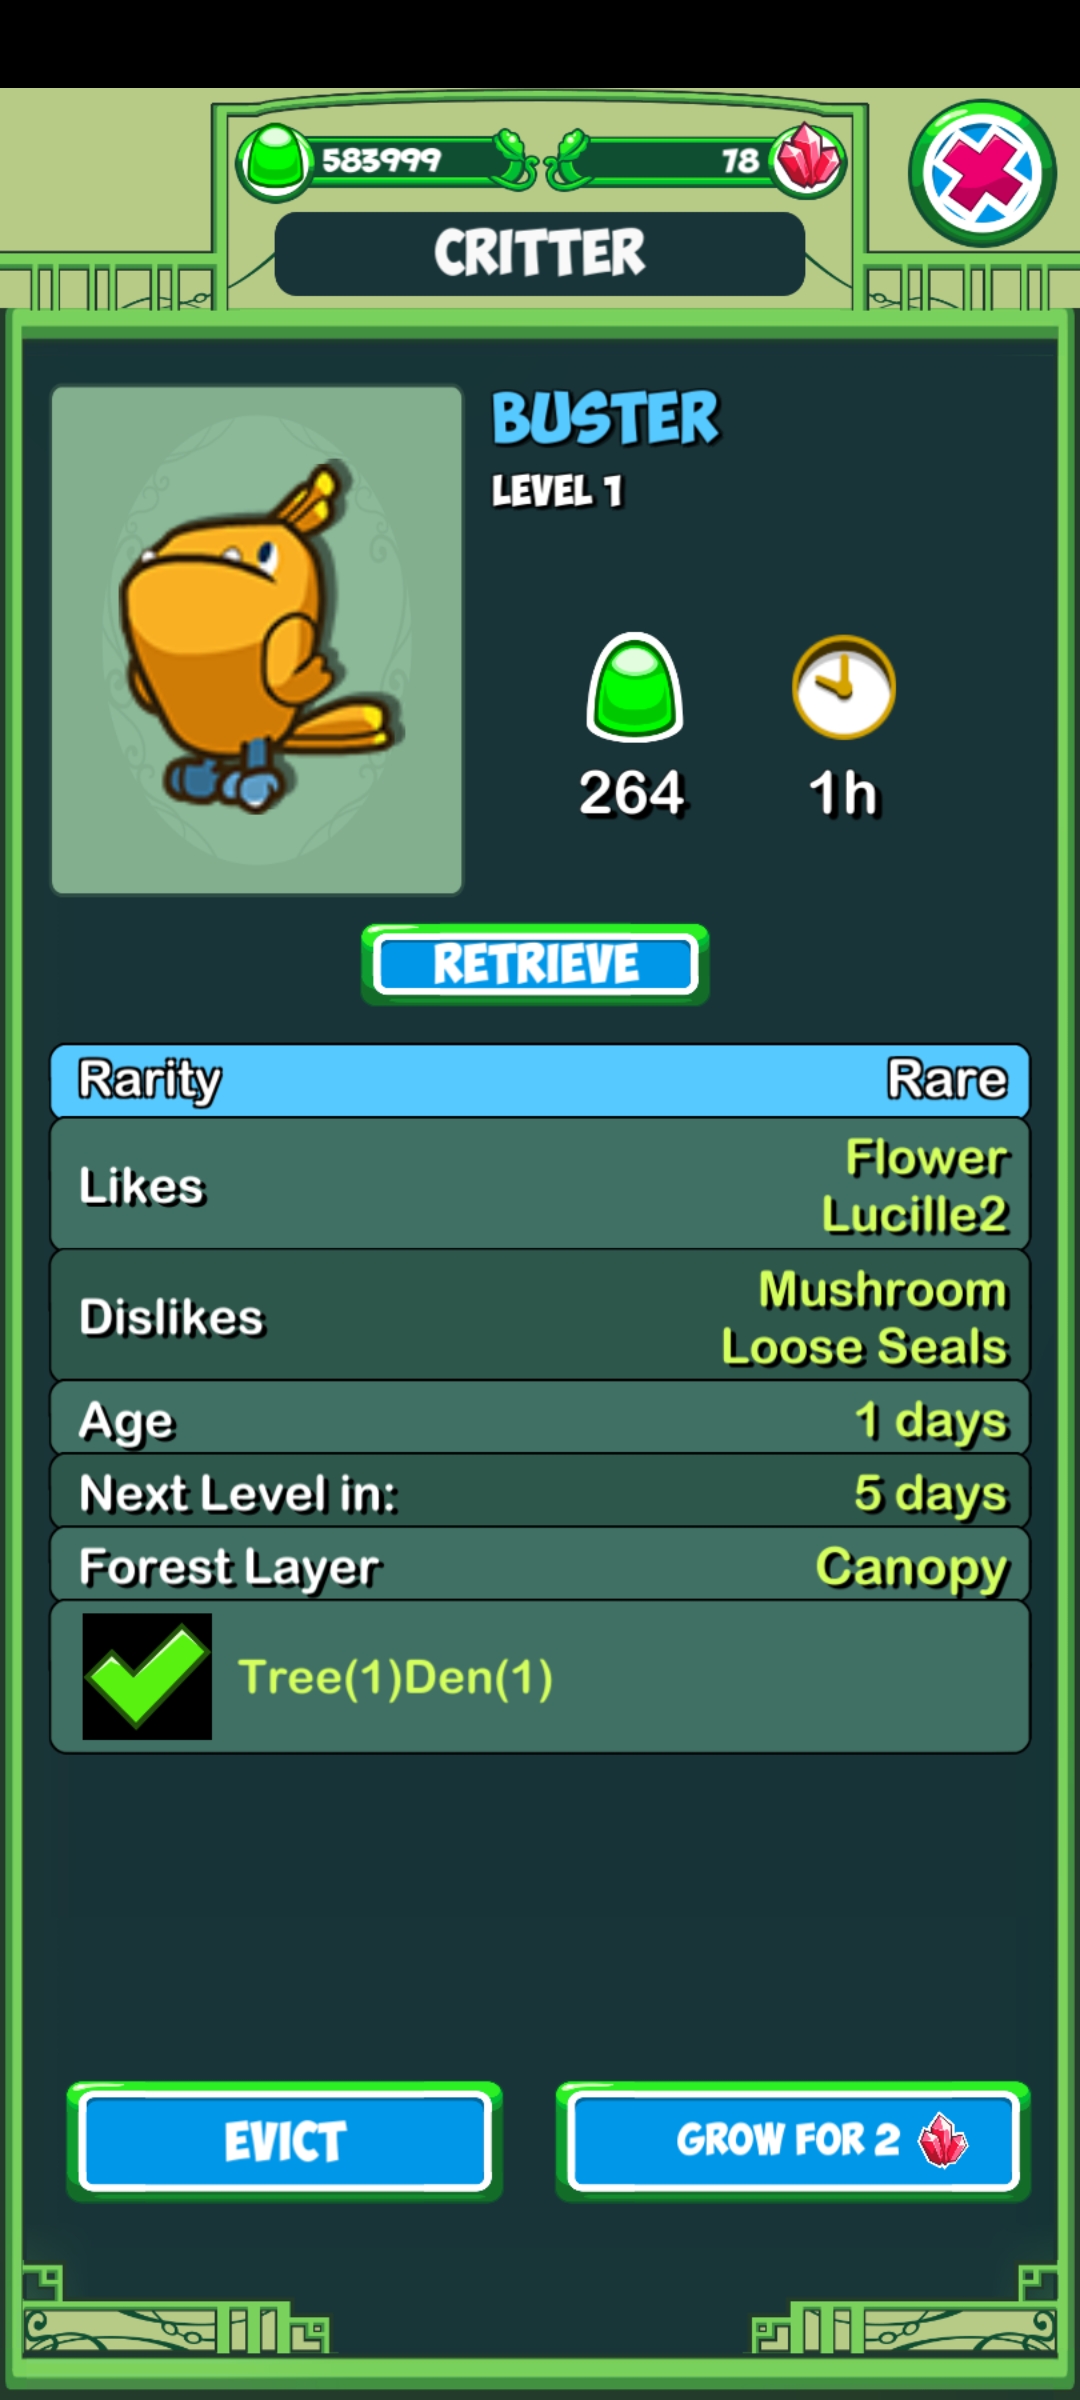 583999
78
CRITTER
BUSTER
LEVEL 1
264
1h
RETRIEVE
Rarity Rare
Likes Flower
Lucille2
Dislikes Mushroom
Loose Seals
Age 1 days
Next Level in: 5 days
Forest Layer Canopy
Tree(1)Den(1)
EVICT
GROW FOR 2